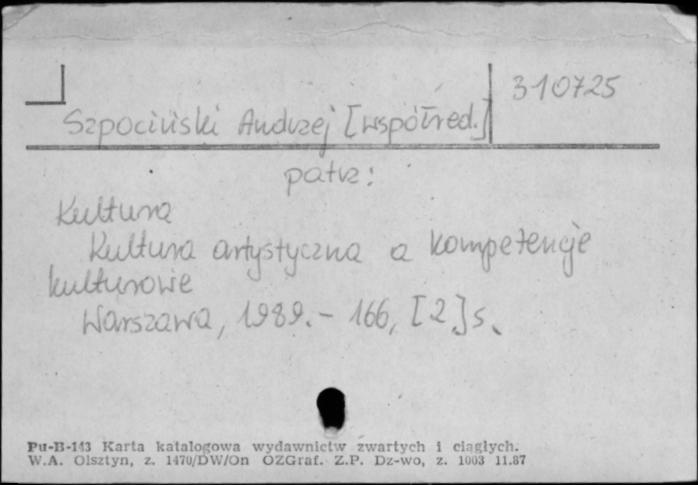 310725
Szpociński Andrzej [współred.]
patrz:
Kultura
Kultura artystyczna a kompetencje
kulturowe
Warszawa, 1989.- 166, [2] s.
Pu-B-143 Karta katalogowa wydawnictw zwartych i ciągłych.
W.A. Olsztyn, z. 1470/DW/On OZGraf. Z.P. Dz-wo, z. 1003 11.87